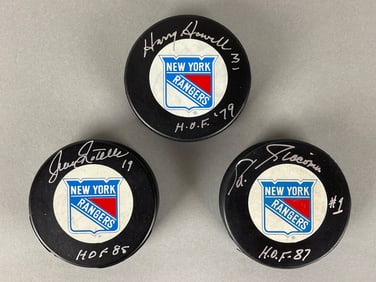 Harry Howell 3
NEW YORK
RANGERS
H.O.F. '79
Jean Ratelle 19
NEW YORK
RANGERS
HOF 85
Giacomin
#1
NEW YORK
RANGERS
H.O.F. 87